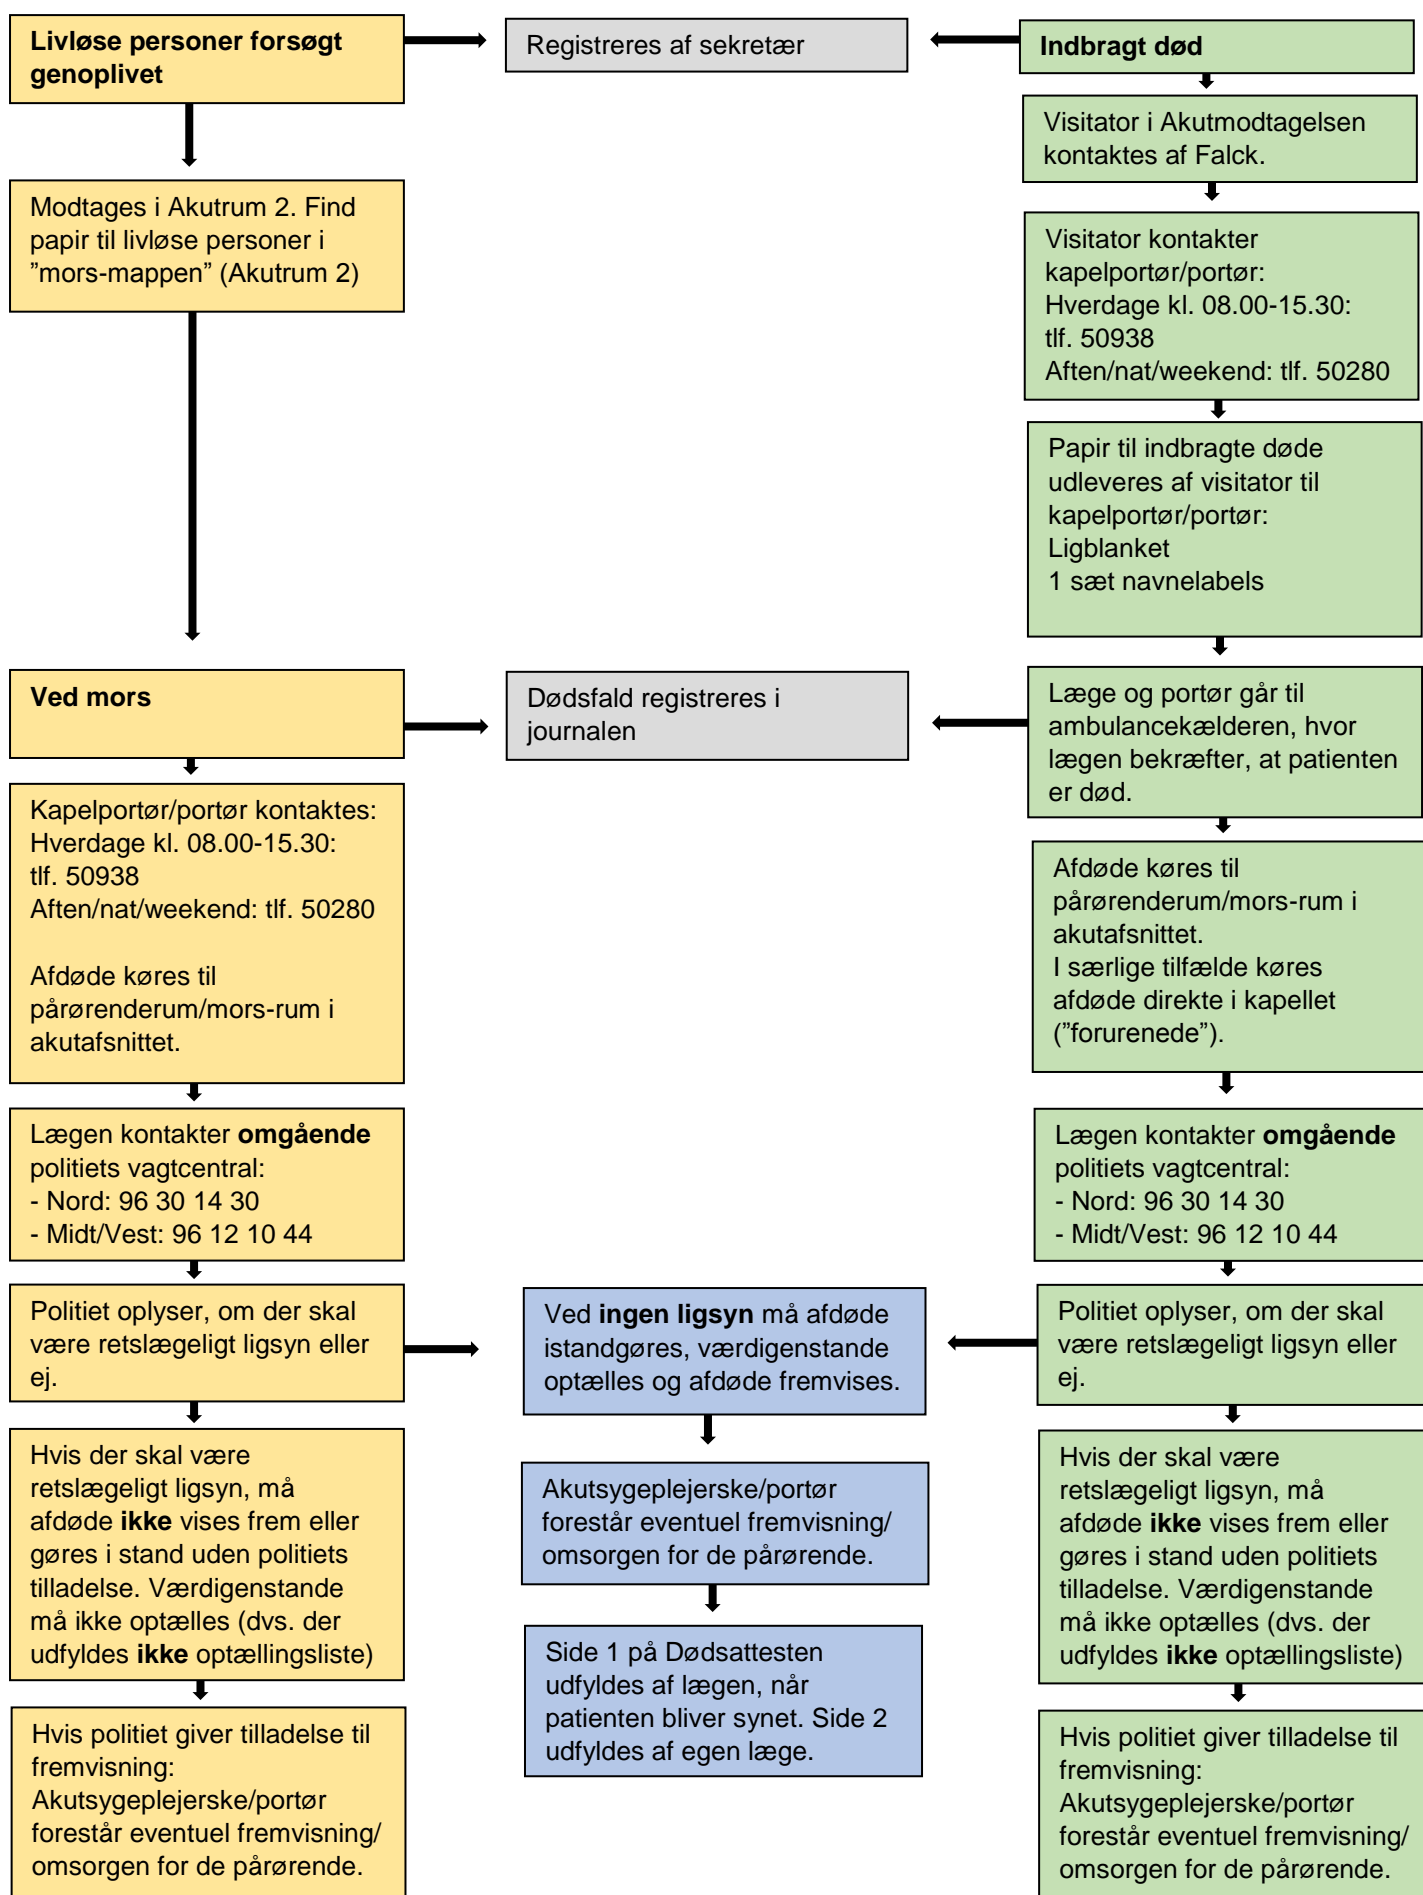 Livløse personer forsøgt
genoplivet
Registreres af sekretær
Indbragt død
Visitator i Akutmodtagelsen
kontaktes af Falck.
Modtages i Akutrum 2. Find
papir til livløse personer i
”mors-mappen” (Akutrum 2)
Visitator kontakter
kapelportør/portør:
Hverdage kl. 08.00-15.30:
tlf. 50938
Aften/nat/weekend: tlf. 50280
Papir til indbragte døde
udleveres af visitator til
kapelportør/portør:
Ligblanket
1 sæt navnelabels
Ved mors
Dødsfald registreres i
journalen
Læge og portør går til
ambulancekælderen, hvor
lægen bekræfter, at patienten
er død.
Kapelportør/portør kontaktes:
Hverdage kl. 08.00-15.30:
tlf. 50938
Aften/nat/weekend: tlf. 50280
Afdøde køres til
pårørenderum/mors-rum i
akutafsnittet.
Afdøde køres til
pårørenderum/mors-rum i
akutafsnittet.
I særlige tilfælde køres
afdøde direkte i kapellet
(”forurenede”).
Lægen kontakter omgående
politiets vagtcentral:
- Nord: 96 30 14 30
- Midt/Vest: 96 12 10 44
Lægen kontakter omgående
politiets vagtcentral:
- Nord: 96 30 14 30
- Midt/Vest: 96 12 10 44
Politiet oplyser, om der skal
være retslægeligt ligsyn eller
ej.
Ved ingen ligsyn må afdøde
istandgøres, værdigenstande
optælles og afdøde fremvises.
Politiet oplyser, om der skal
være retslægeligt ligsyn eller
ej.
Hvis der skal være
retslægeligt ligsyn, må
afdøde ikke vises frem eller
gøres i stand uden politiets
tilladelse. Værdigenstande
må ikke optælles (dvs. der
udfyldes ikke optællingsliste)
Akutsygeplejerske/portør
forestår eventuel fremvisning/
omsorgen for de pårørende.
Hvis der skal være
retslægeligt ligsyn, må
afdøde ikke vises frem eller
gøres i stand uden politiets
tilladelse. Værdigenstande
må ikke optælles (dvs. der
udfyldes ikke optællingsliste)
Side 1 på Dødsattesten
udfyldes af lægen, når
patienten bliver synet. Side 2
udfyldes af egen læge.
Hvis politiet giver tilladelse til
fremvisning:
Akutsygeplejerske/portør
forestår eventuel fremvisning/
omsorgen for de pårørende.
Hvis politiet giver tilladelse til
fremvisning:
Akutsygeplejerske/portør
forestår eventuel fremvisning/
omsorgen for de pårørende.